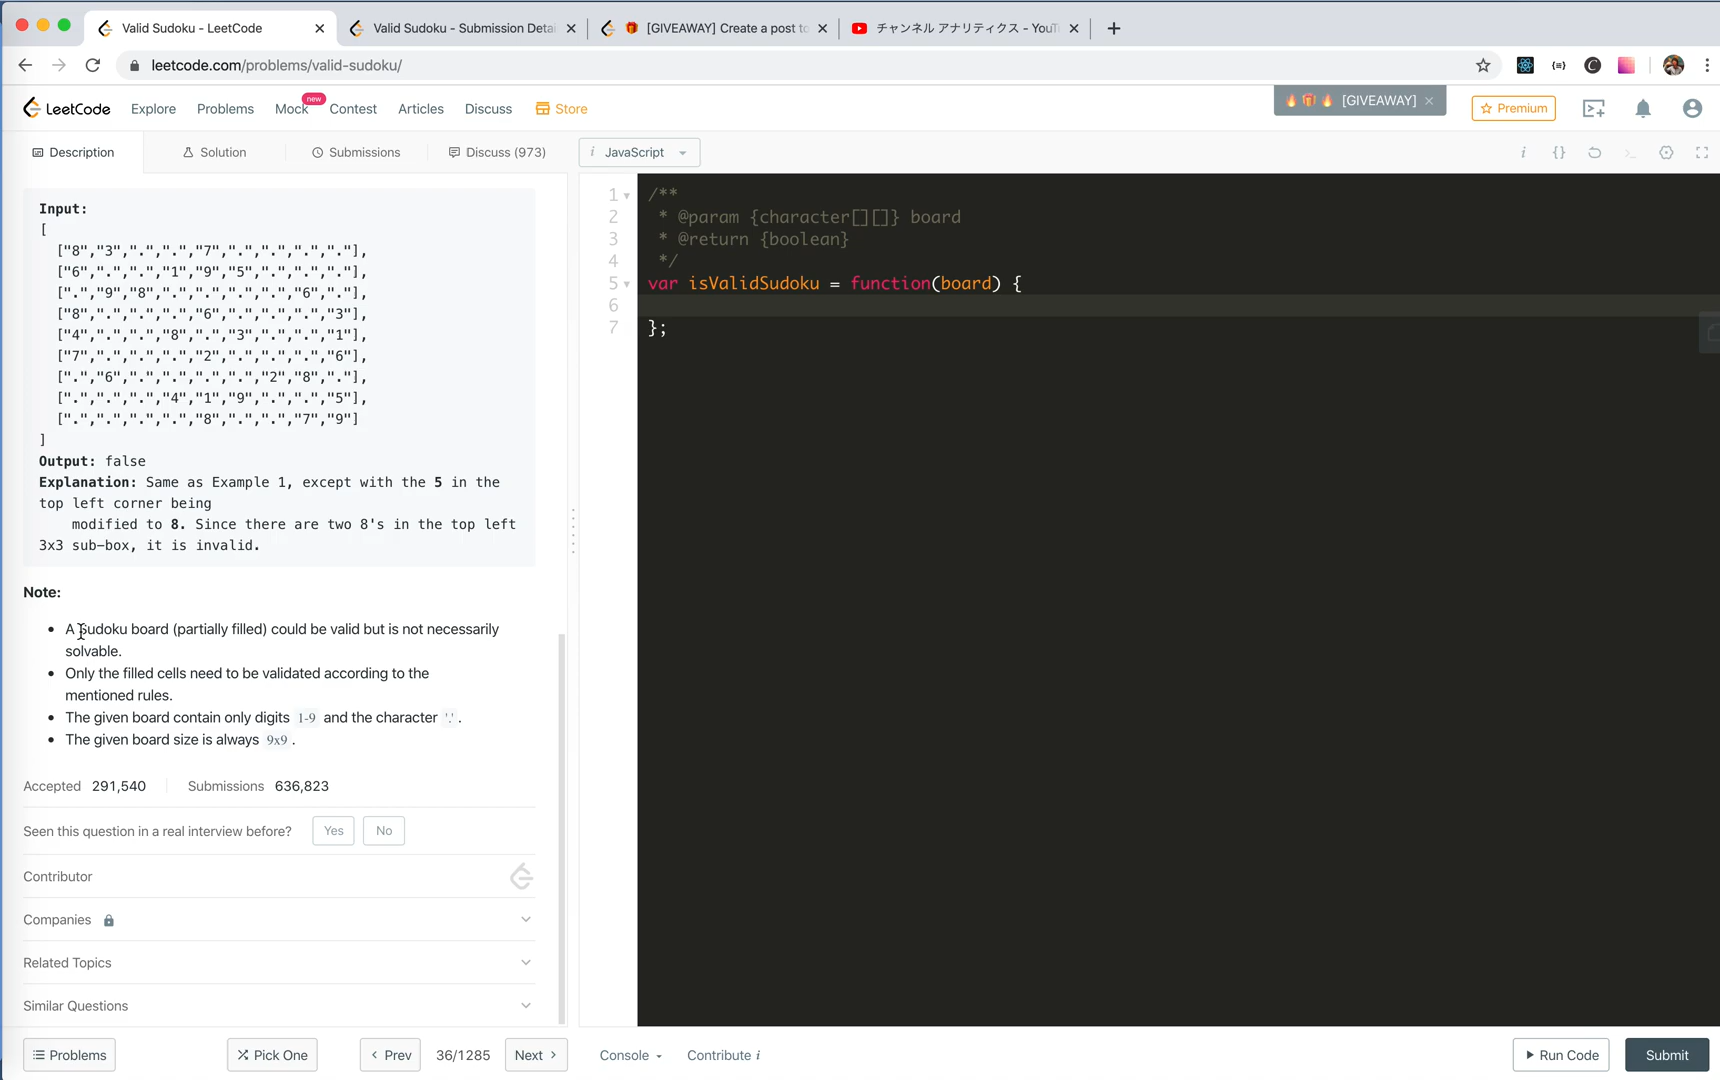 Valid Sudoku - LeetCode
Valid Sudoku - Submission Detai
[GIVEAWAY] Create a post to
チャンネル アナリティクス - YouT
leetcode.com/problems/valid-sudoku/
LeetCode
Explore
Problems
Mock
new
Contest
Articles
Discuss
Store
[GIVEAWAY]
Premium
Description
Solution
Submissions
Discuss (973)
i JavaScript
Input:
[
["8","3",".",".","7",".",".",".","."],
["6",".",".","1","9","5",".",".","."],
[".","9","8",".",".",".",".","6","."],
["8",".",".",".","6",".",".",".","3"],
["4",".",".","8",".","3",".",".","1"],
["7",".",".",".","2",".",".",".","6"],
[".","6",".",".",".",".","2","8","."],
[".",".",".","4","1","9",".",".","5"],
[".",".",".",".","8",".",".","7","9"]
]
Output: false
Explanation: Same as Example 1, except with the 5 in the
top left corner being
modified to 8. Since there are two 8's in the top left
3x3 sub-box, it is invalid.
Note:
A Sudoku board (partially filled) could be valid but is not necessarily
solvable.
Only the filled cells need to be validated according to the
mentioned rules.
The given board contain only digits 1-9 and the character '.'.
The given board size is always 9x9.
Accepted 291,540 Submissions 636,823
Seen this question in a real interview before? Yes No
Contributor
Companies
Related Topics
Similar Questions
1 /**
2 * @param {character[][]} board
3 * @return {boolean}
4 */
5 var isValidSudoku = function(board) {
6
7 };
Problems
Pick One
Prev
36/1285
Next
Console
Contribute i
Run Code
Submit